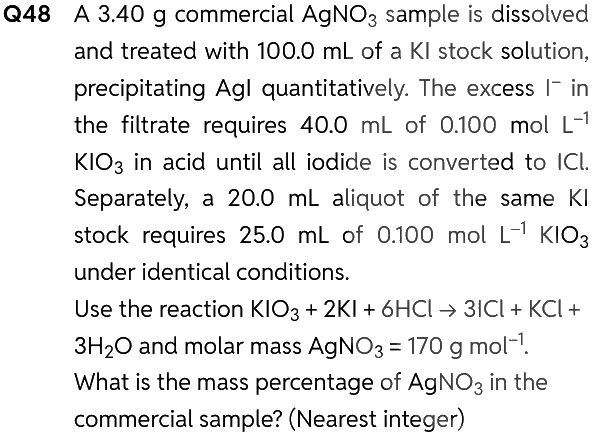 Q48 A 3.40 g commercial AgNO₃ sample is dissolved
and treated with 100.0 mL of a KI stock solution,
precipitating AgI quantitatively. The excess I⁻ in
the filtrate requires 40.0 mL of 0.100 mol L⁻¹
KIO₃ in acid until all iodide is converted to ICl.
Separately, a 20.0 mL aliquot of the same KI
stock requires 25.0 mL of 0.100 mol L⁻¹ KIO₃
under identical conditions.
Use the reaction KIO₃ + 2KI + 6HCl → 3ICl + KCl +
3H₂O and molar mass AgNO₃ = 170 g mol⁻¹.
What is the mass percentage of AgNO₃ in the
commercial sample? (Nearest integer)